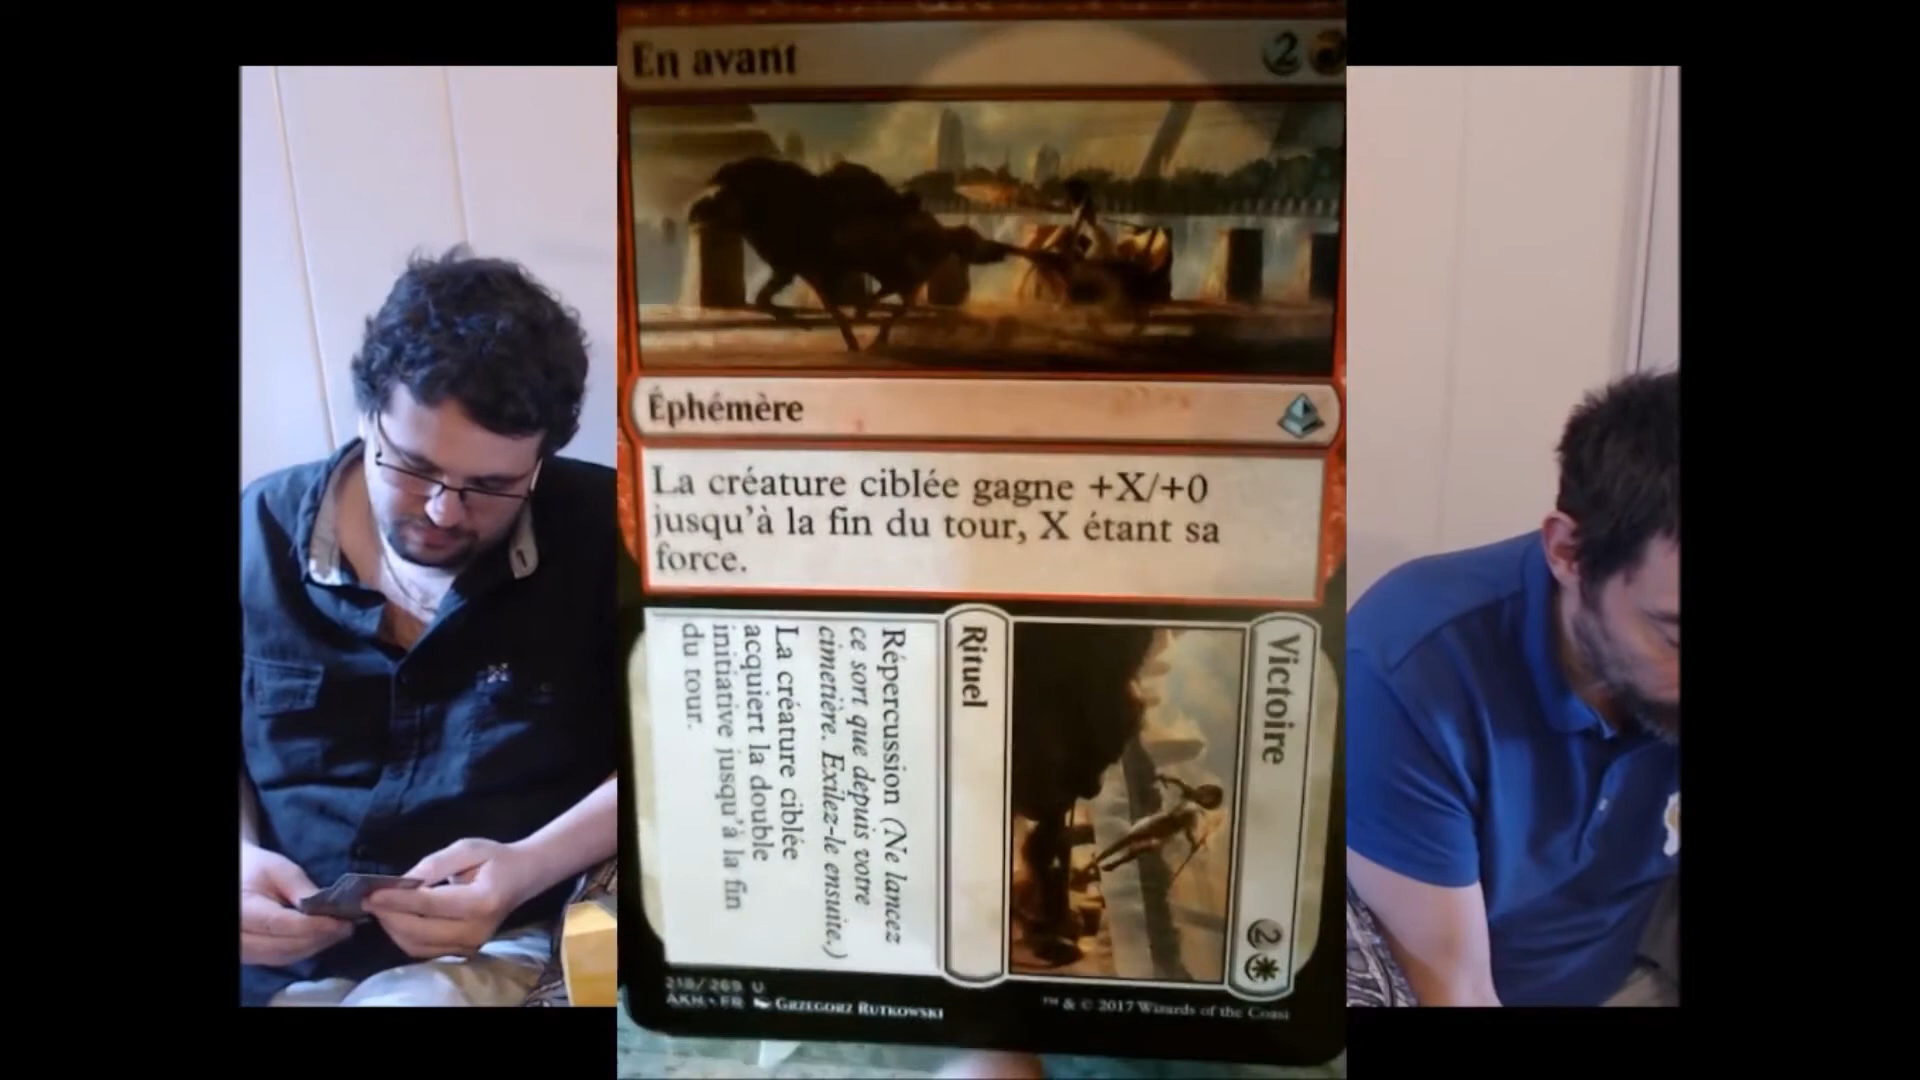 En avant
2
Éphémère
La créature ciblée gagne +X/+0
jusqu'à la fin du tour, X étant sa
force.
Victoire
2
Rituel
Répercussion (Ne lancez
ce sort que depuis votre
cimetière. Exilez-le ensuite.)
La créature ciblée
acquiert la double
initiative jusqu'à la fin
du tour.
218/269 U
AKH • FR Grzegorz Rutkowski
™ & © 2017 Wizards of the Coast